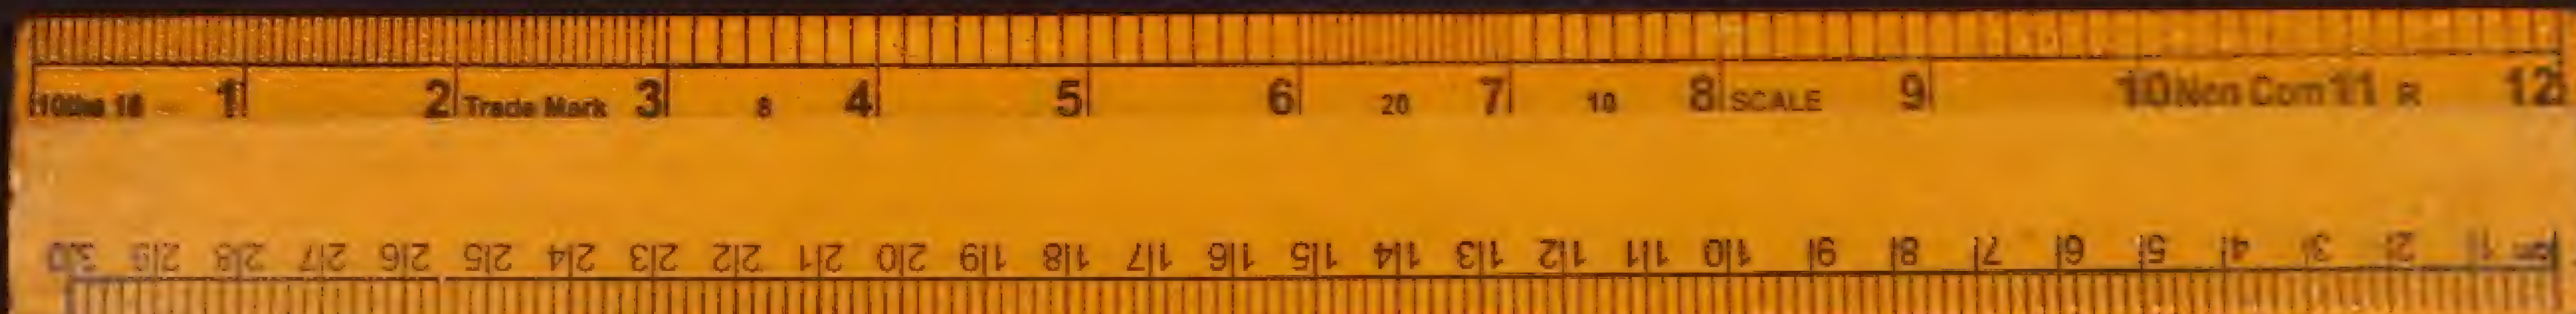 10ths 16 1 2 Trade Mark 3 8 4 5 6 20 7 10 8 SCALE 9 10 Non Com 11 R 12
cm 1 2 3 4 5 6 7 8 9 10 11 12 13 14 15 16 17 18 19 20 21 22 23 24 25 26 27 28 29 30